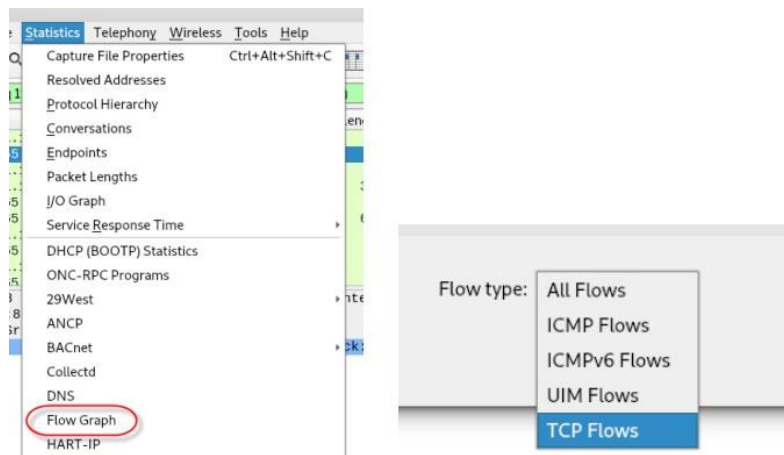 Statistics Telephony Wireless Tools Help
Capture File Properties Ctrl+Alt+Shift+C
Resolved Addresses
Protocol Hierarchy
Conversations
Endpoints
Packet Lengths
I/O Graph
Service Response Time
DHCP (BOOTP) Statistics
ONC-RPC Programs
29West
ANCP
BACnet
Collectd
DNS
Flow Graph
HART-IP
Flow type:
All Flows
ICMP Flows
ICMPv6 Flows
UIM Flows
TCP Flows